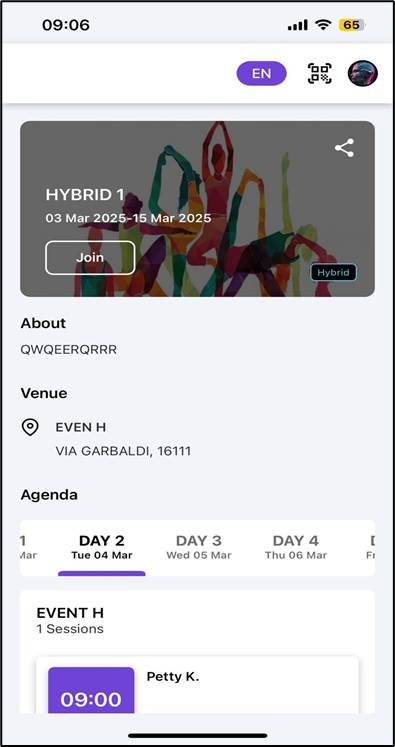 09:06
65
EN
HYBRID 1
03 Mar 2025-15 Mar 2025
Join
Hybrid
About
QWQEERQRRR
Venue
EVEN H
VIA GARBALDI, 16111
Agenda
1 DAY 2 DAY 3 DAY 4 D
Mar Tue 04 Mar Wed 05 Mar Thu 06 Mar Fr
EVENT H
1 Sessions
Petty K.
09:00